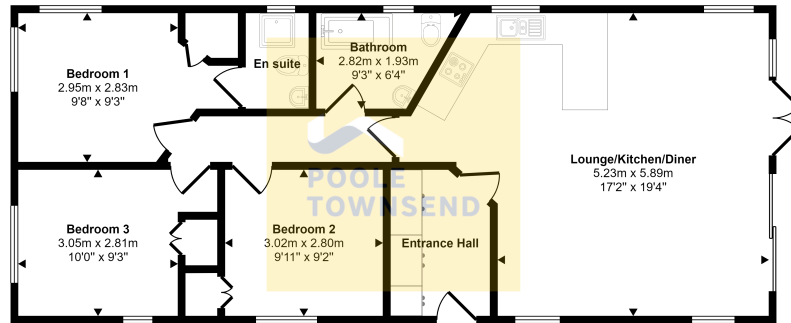 Bedroom 1
2.95m x 2.83m
9'8" x 9'3"
En suite
Bathroom
2.82m x 1.93m
9'3" x 6'4"
Lounge/Kitchen/Diner
5.23m x 5.89m
17'2" x 19'4"
POOLE
TOWNSEND
Bedroom 3
3.05m x 2.81m
10'0" x 9'3"
Bedroom 2
3.02m x 2.80m
9'11" x 9'2"
Entrance Hall